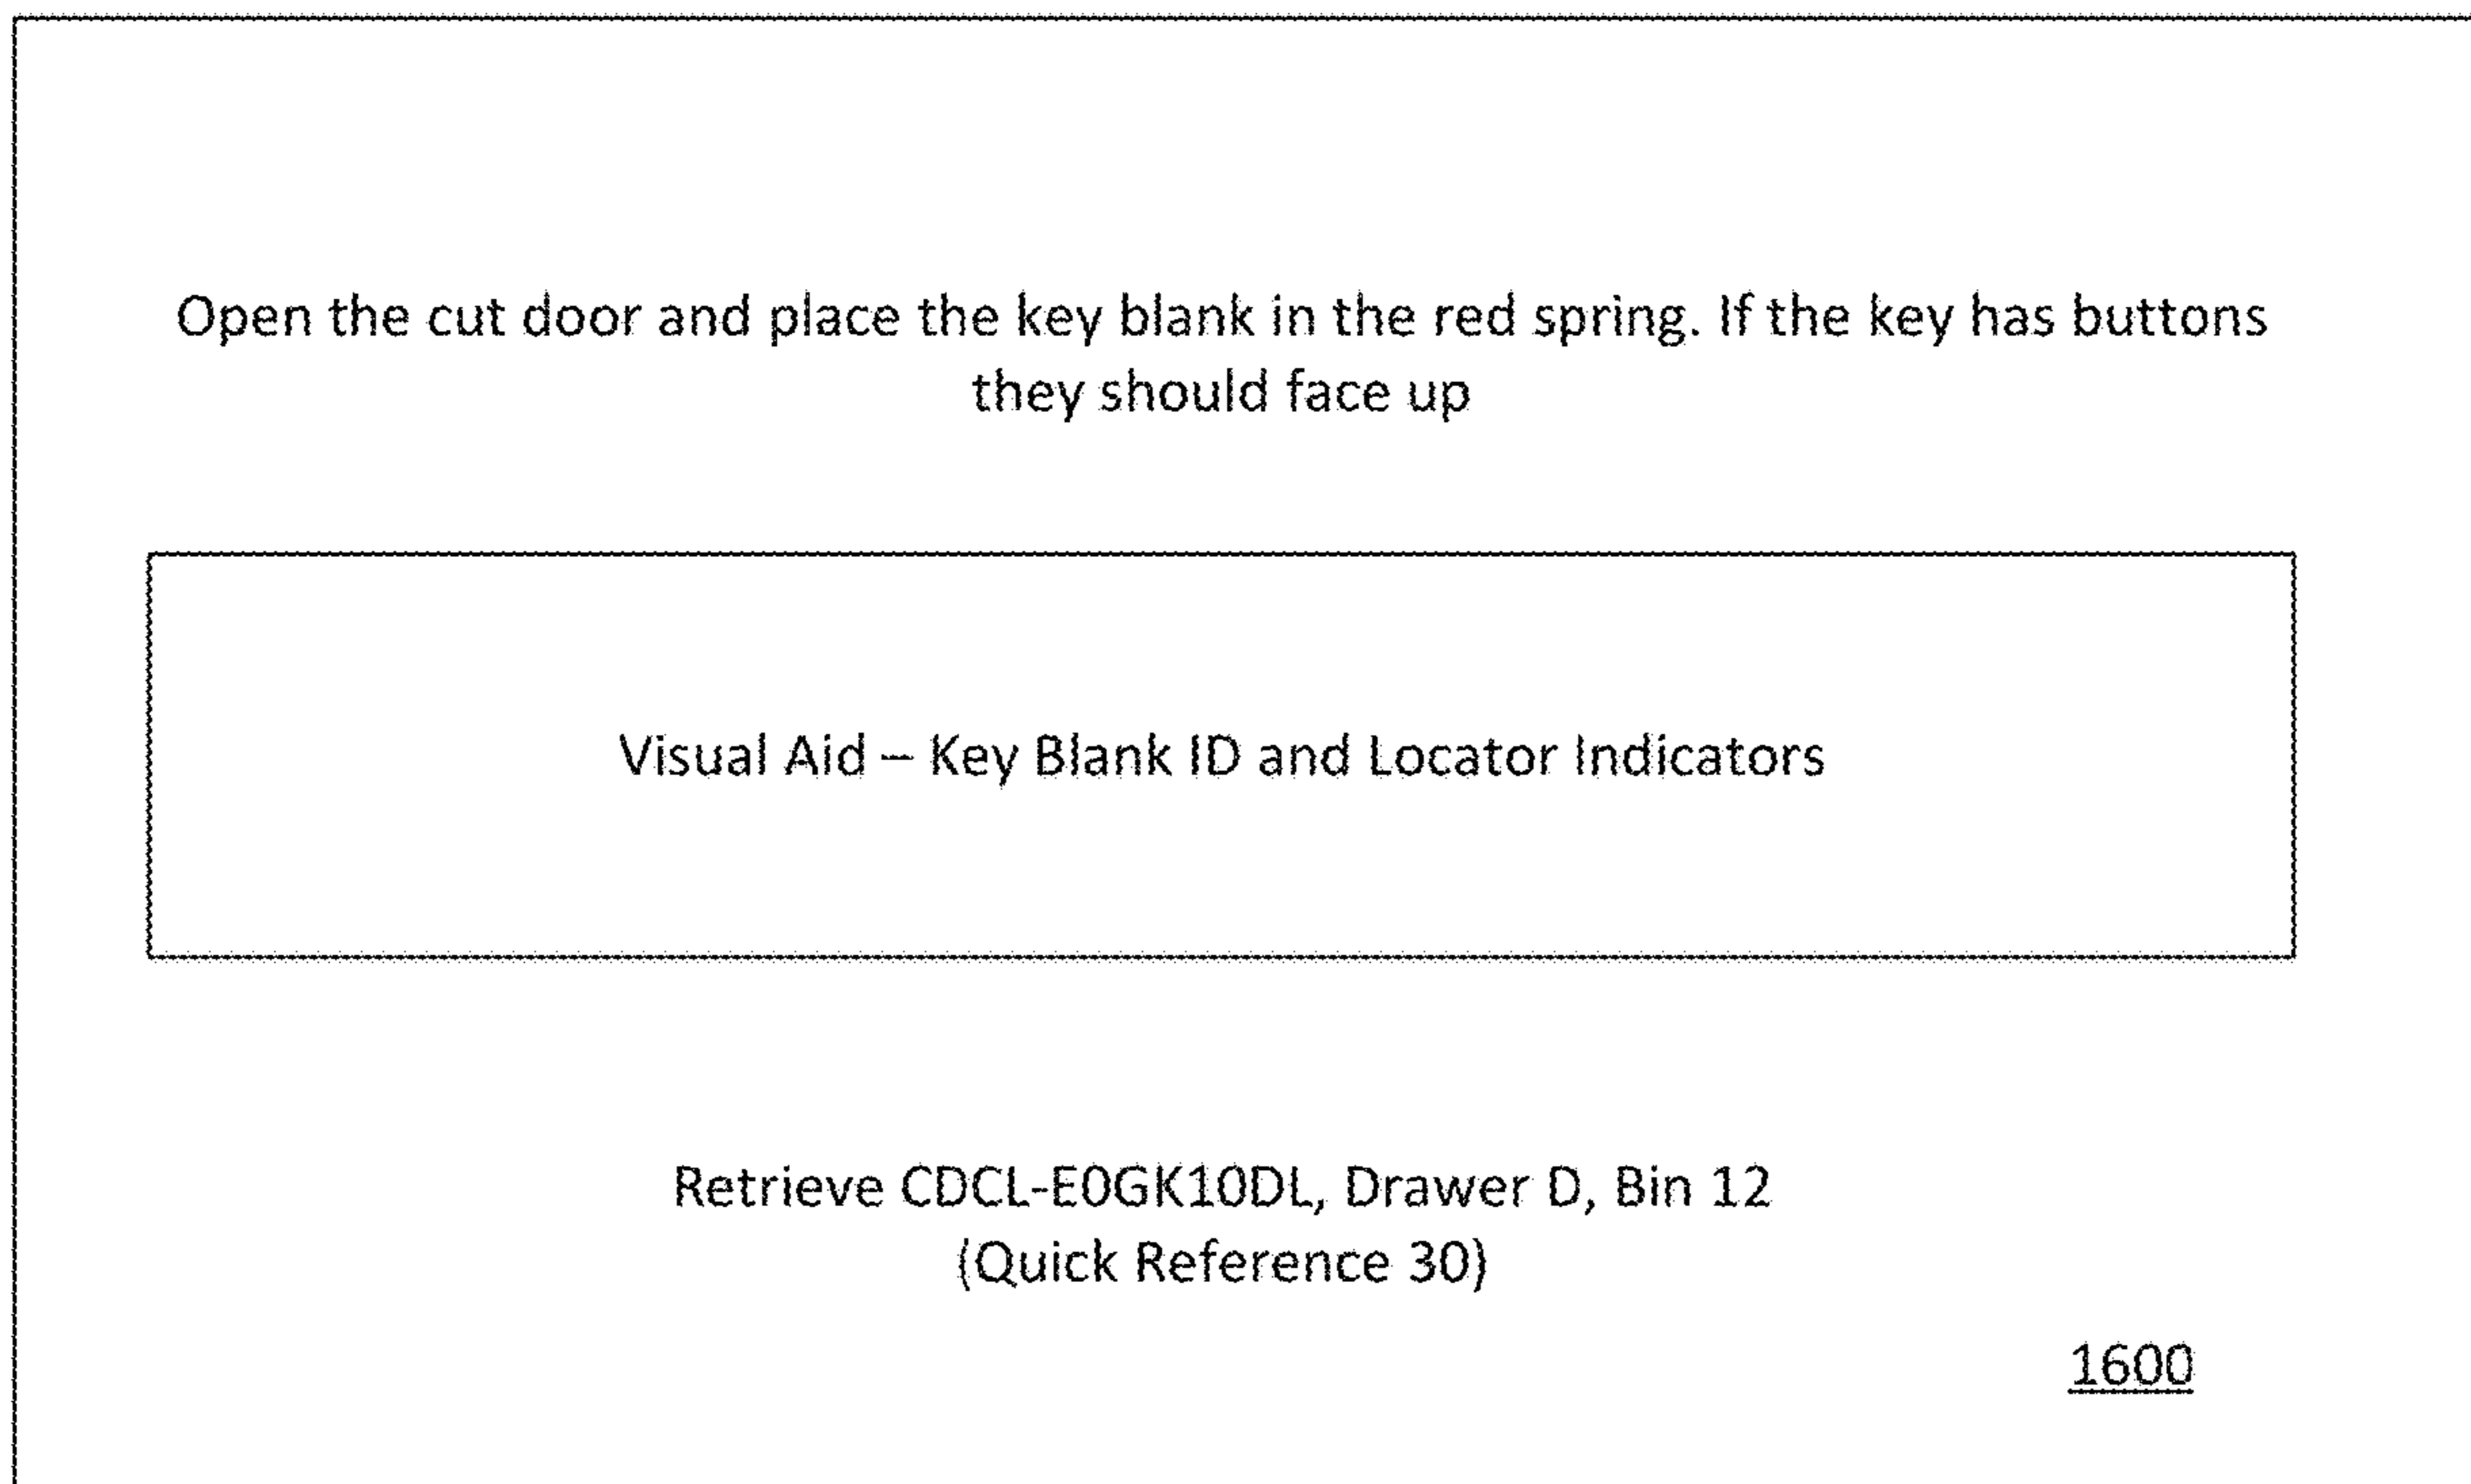 Open the cut door and place the key blank in the red spring. If the key has buttons
they should face up
Visual Aid – Key Blank ID and Locator Indicators
Retrieve CDCL-E0GK10DL, Drawer D, Bin 12
(Quick Reference 30)
1600